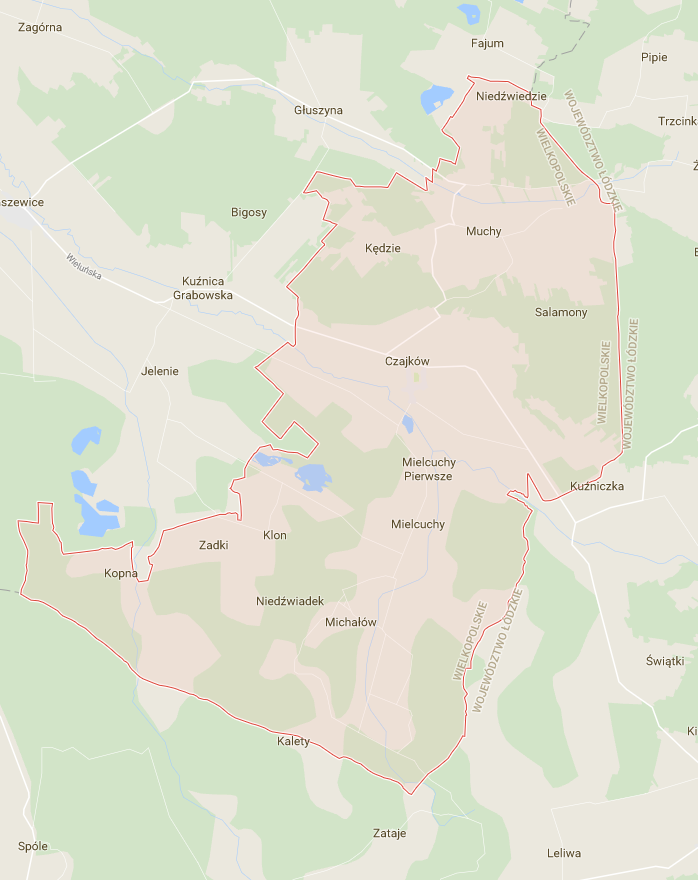 Zagórna
Fajum
Pipie
Niedźwiedzie
Głuszyna
WOJEWÓDZTWO ŁÓDZKIE
WIELKOPOLSKIE
Trzcinka
szewice
Bigosy
Muchy
Kędzie
Wieluńska
Kuźnica
Grabowska
Salamony
WIELKOPOLSKIE
WOJEWÓDZTWO ŁÓDZKIE
Czajków
Jelenie
Mielcuchy
Pierwsze
Kuźniczka
Mielcuchy
Klon
Zadki
Kopna
Niedźwiadek
Michałów
WIELKOPOLSKIE
WOJEWÓDZTWO ŁÓDZKIE
Świątki
Ki
Kalety
Zataje
Spóle
Leliwa